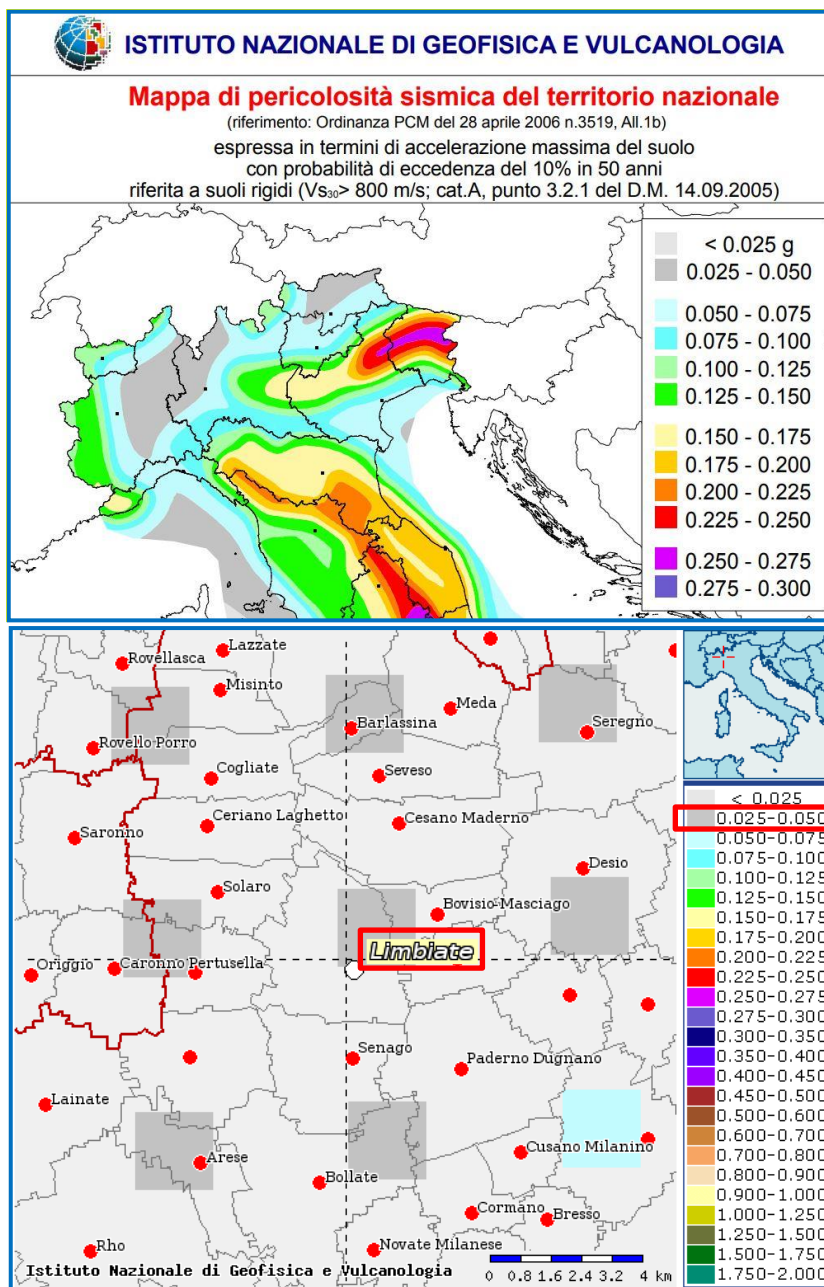 ISTITUTO NAZIONALE DI GEOFISICA E VULCANOLOGIA
Mappa di pericolosità sismica del territorio nazionale
(riferimento: Ordinanza PCM del 28 aprile 2006 n.3519, All.1b)
espressa in termini di accelerazione massima del suolo
con probabilità di eccedenza del 10% in 50 anni
riferita a suoli rigidi (Vs30> 800 m/s; cat.A, punto 3.2.1 del D.M. 14.09.2005)
< 0.025 g
0.025 - 0.050
0.050 - 0.075
0.075 - 0.100
0.100 - 0.125
0.125 - 0.150
0.150 - 0.175
0.175 - 0.200
0.200 - 0.225
0.225 - 0.250
0.250 - 0.275
0.275 - 0.300
Lazzate
Rovellasca
Misinto
Meda
Barlassina
Seregno
Rovello Porro
Cogliate
Seveso
Ceriano Laghetto
Cesano Maderno
Saronno
Desio
Solaro
Bovisio-Masciago
Limbiate
Origgio
Caronno Pertusella
Senago
Paderno Dugnano
Lainate
Cusano Milanino
Arese
Bollate
Cormano
Bresso
Rho
Novate Milanese
Istituto Nazionale di Geofisica e Vulcanologia
0 0.8 1.6 2.4 3.2 4 km
< 0.025
0.025-0.050
0.050-0.075
0.075-0.100
0.100-0.125
0.125-0.150
0.150-0.175
0.175-0.200
0.200-0.225
0.225-0.250
0.250-0.275
0.275-0.300
0.300-0.350
0.350-0.400
0.400-0.450
0.450-0.500
0.500-0.600
0.600-0.700
0.700-0.800
0.800-0.900
0.900-1.000
1.000-1.250
1.250-1.500
1.500-1.750
1.750-2.000